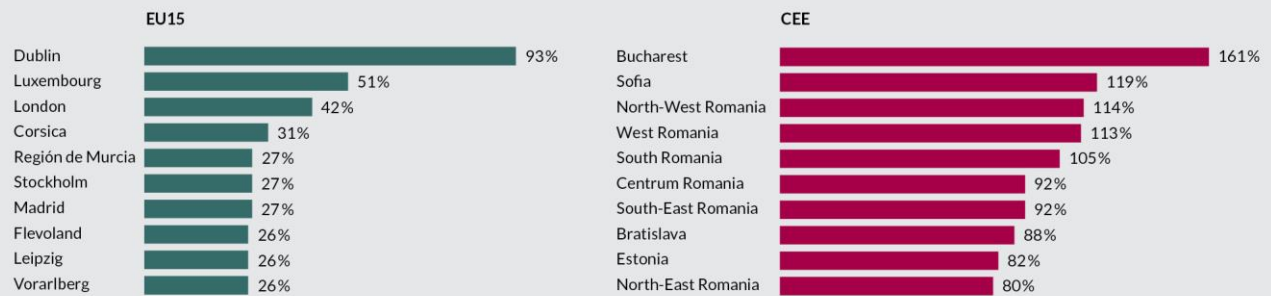 EU15
Dublin 93%
Luxembourg 51%
London 42%
Corsica 31%
Región de Murcia 27%
Stockholm 27%
Madrid 27%
Flevoland 26%
Leipzig 26%
Vorarlberg 26%
CEE
Bucharest 161%
Sofia 119%
North-West Romania 114%
West Romania 113%
South Romania 105%
Centrum Romania 92%
South-East Romania 92%
Bratislava 88%
Estonia 82%
North-East Romania 80%